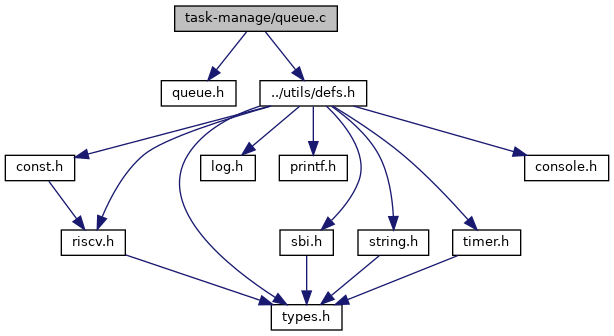 task-manage/queue.c
queue.h
../utils/defs.h
const.h
log.h
printf.h
console.h
riscv.h
sbi.h
string.h
timer.h
types.h